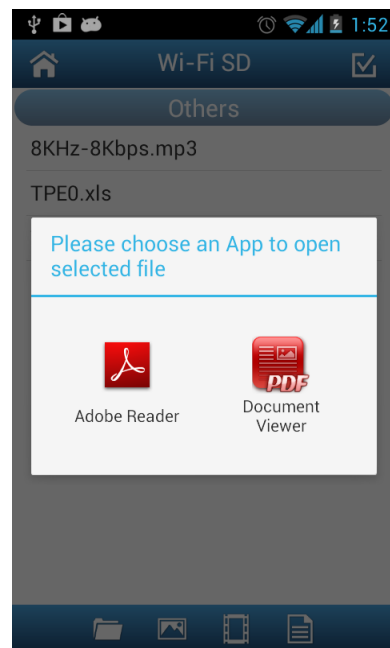 1:52
Wi-Fi SD
Others
8KHz-8Kbps.mp3
TPE0.xls
Please choose an App to open
selected file
PDF
Adobe Reader
Document
Viewer